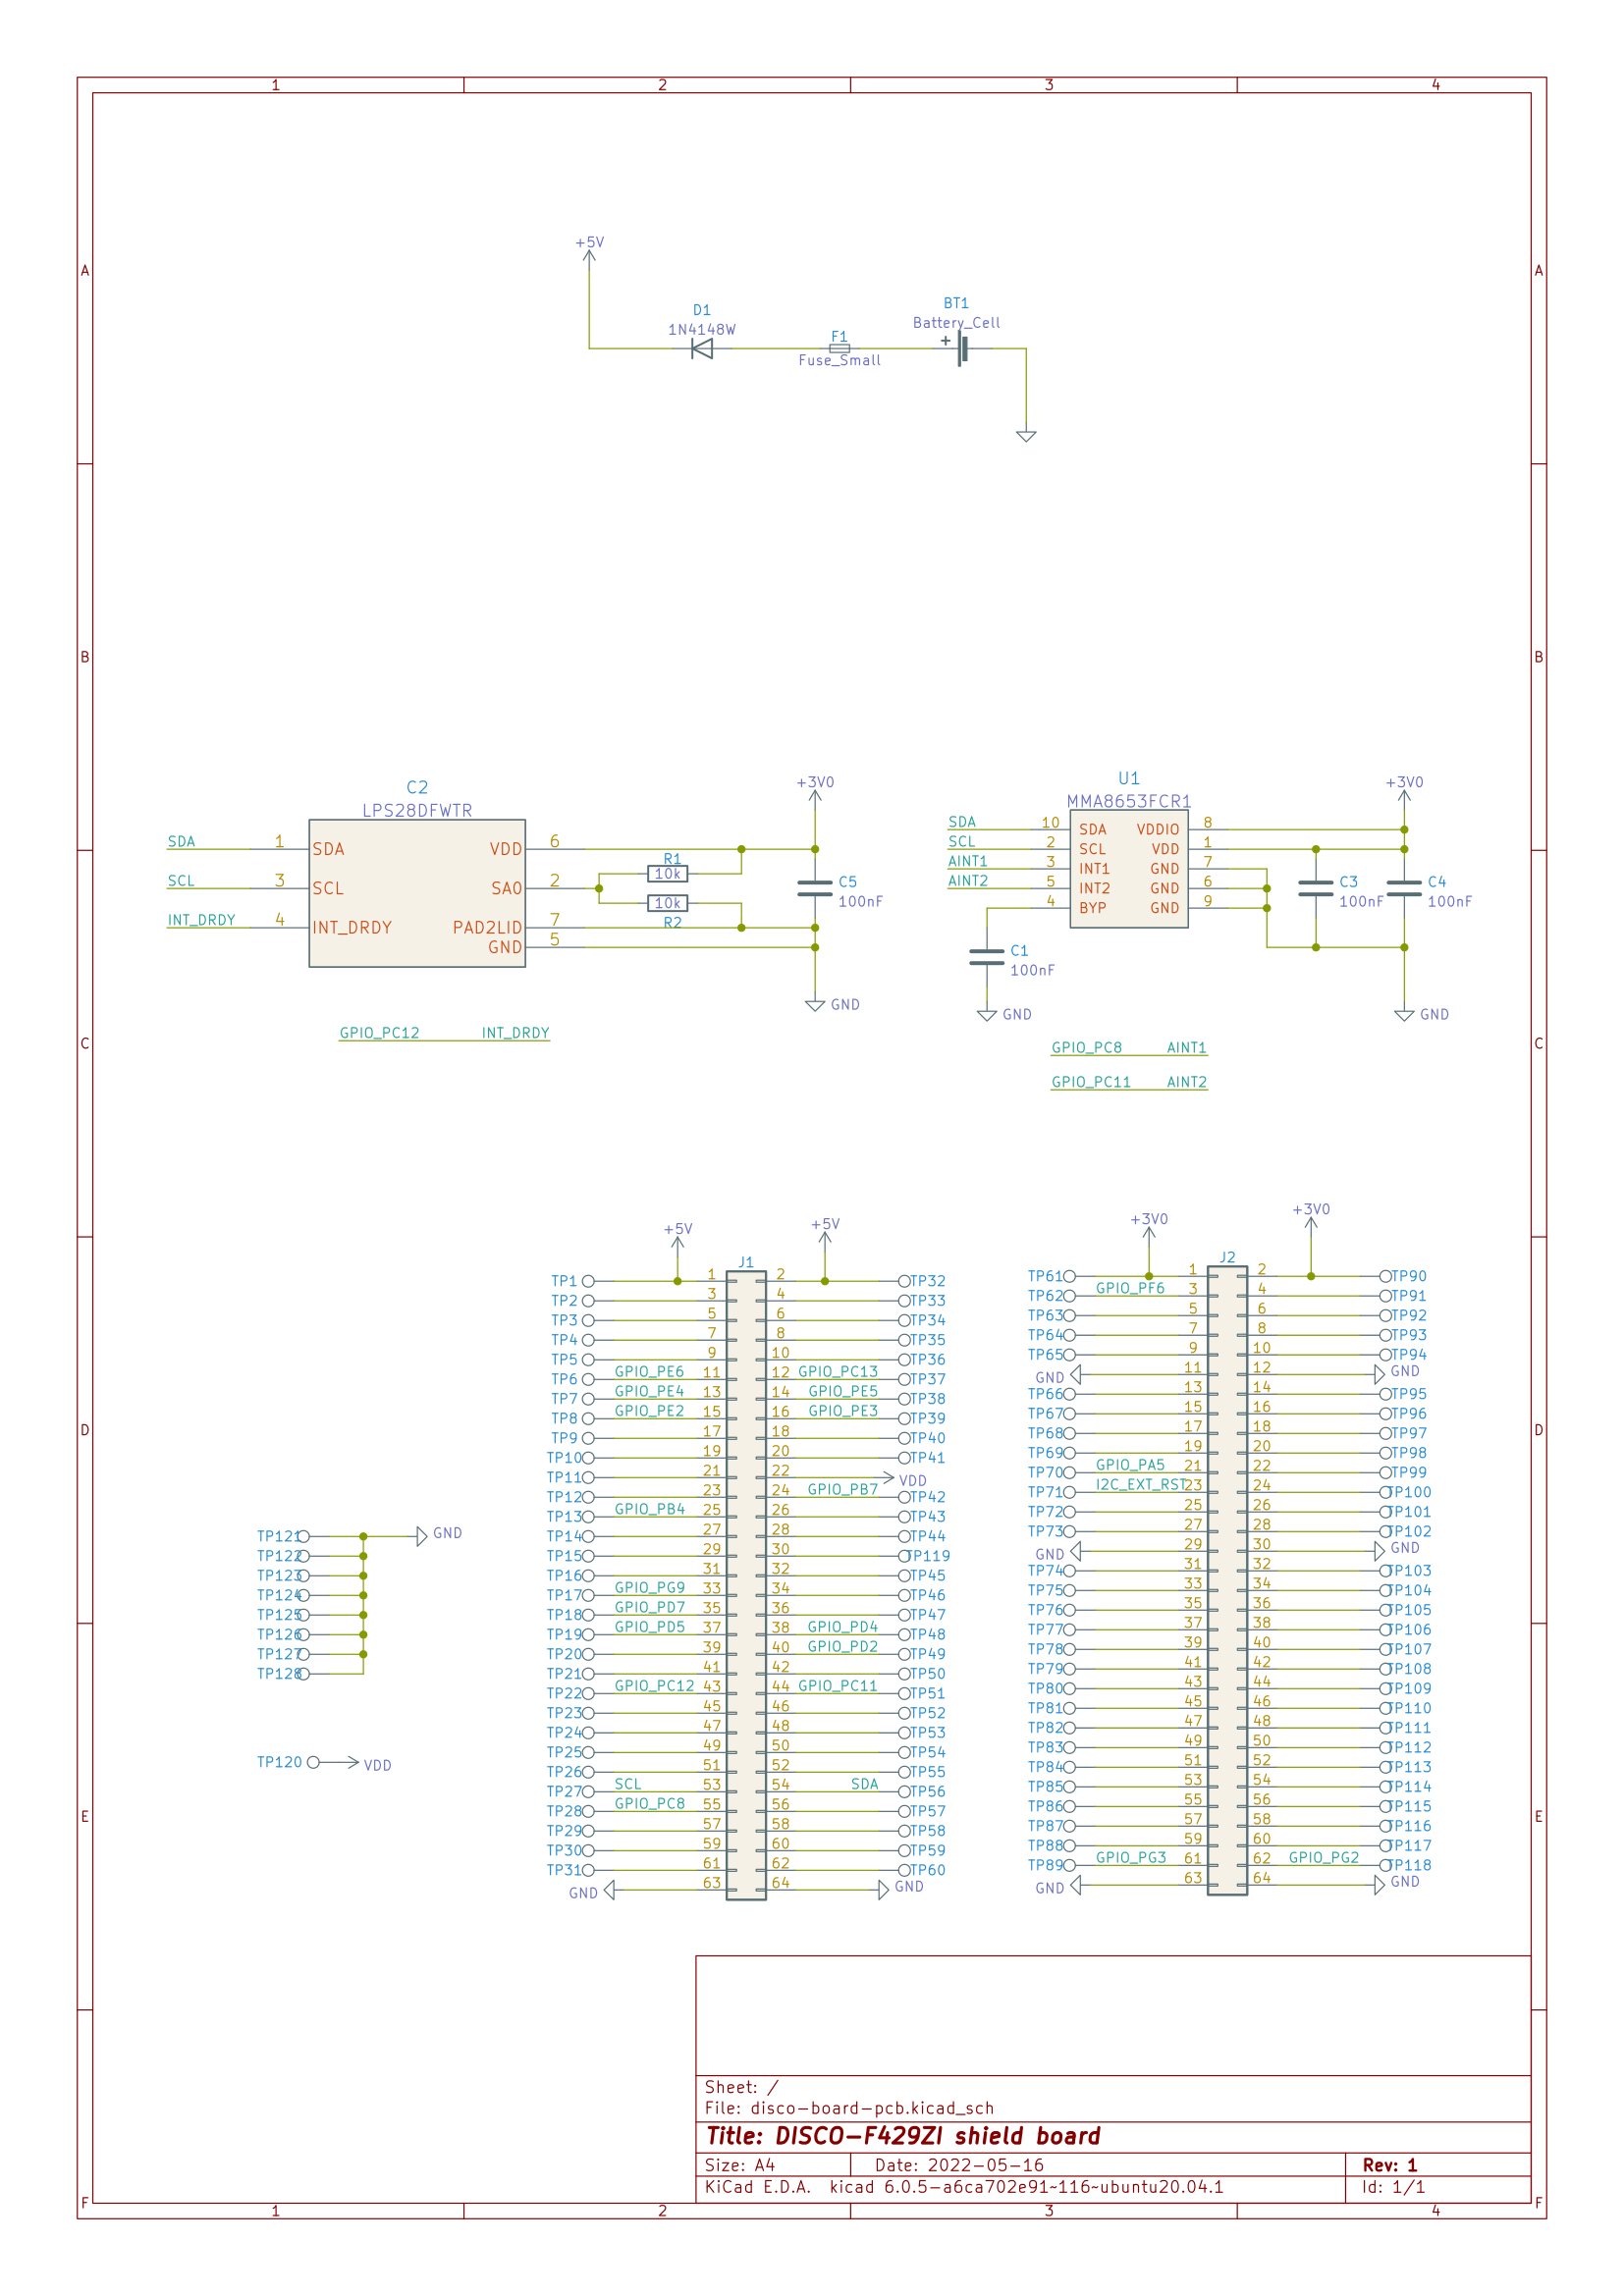 1 2 3 4
A A
+5V
D1
1N4148W
F1
Fuse_Small
BT1
Battery_Cell
+
B B
C2
LPS28DFWTR
SDA 1 SDA VDD 6
SCL 3 SCL SA0 2
INT_DRDY 4 INT_DRDY PAD2LID 7
GND 5
R1
10k
10k
R2
+3V0
C5
100nF
GND
GPIO_PC12 INT_DRDY
U1
MMA8653FCR1
SDA 10 SDA VDDIO 8
SCL 2 SCL VDD 1
AINT1 3 INT1 GND 7
AINT2 5 INT2 GND 6
4 BYP GND 9
C1
100nF
GND
+3V0
C3
100nF
C4
100nF
GND
C C
GPIO_PC8 AINT1
GPIO_PC11 AINT2
+5V +5V
J1
TP1 1 2 TP32
TP2 3 4 TP33
TP3 5 6 TP34
TP4 7 8 TP35
TP5 9 10 TP36
TP6 GPIO_PE6 11 12 GPIO_PC13 TP37
TP7 GPIO_PE4 13 14 GPIO_PE5 TP38
TP8 GPIO_PE2 15 16 GPIO_PE3 TP39
TP9 17 18 TP40
TP10 19 20 TP41
TP11 21 22 VDD
TP12 23 24 GPIO_PB7 TP42
TP13 GPIO_PB4 25 26 TP43
TP14 27 28 TP44
TP15 29 30 TP119
TP16 31 32 TP45
TP17 GPIO_PG9 33 34 TP46
TP18 GPIO_PD7 35 36 TP47
TP19 GPIO_PD5 37 38 GPIO_PD4 TP48
TP20 39 40 GPIO_PD2 TP49
TP21 41 42 TP50
TP22 GPIO_PC12 43 44 GPIO_PC11 TP51
TP23 45 46 TP52
TP24 47 48 TP53
TP25 49 50 TP54
TP26 51 52 TP55
TP27 SCL 53 54 SDA TP56
TP28 GPIO_PC8 55 56 TP57
TP29 57 58 TP58
TP30 59 60 TP59
TP31 61 62 TP60
GND 63 64 GND
+3V0 +3V0
J2
TP61 1 2 TP90
TP62 GPIO_PF6 3 4 TP91
TP63 5 6 TP92
TP64 7 8 TP93
TP65 9 10 TP94
GND 11 12 GND
TP66 13 14 TP95
TP67 15 16 TP96
TP68 17 18 TP97
TP69 19 20 TP98
TP70 GPIO_PA5 21 22 TP99
TP71 I2C_EXT_RST 23 24 TP100
TP72 25 26 TP101
TP73 27 28 TP102
GND 29 30 GND
TP74 31 32 TP103
TP75 33 34 TP104
TP76 35 36 TP105
TP77 37 38 TP106
TP78 39 40 TP107
TP79 41 42 TP108
TP80 43 44 TP109
TP81 45 46 TP110
TP82 47 48 TP111
TP83 49 50 TP112
TP84 51 52 TP113
TP85 53 54 TP114
TP86 55 56 TP115
TP87 57 58 TP116
TP88 59 60 TP117
TP89 GPIO_PG3 61 62 GPIO_PG2 TP118
GND 63 64 GND
D D
TP121 GND
TP122
TP123
TP124
TP125
TP126
TP127
TP128
TP120 VDD
E E
Sheet: /
File: disco-board-pcb.kicad_sch
Title: DISCO-F429ZI shield board
Size: A4 Date: 2022-05-16 Rev: 1
KiCad E.D.A. kicad 6.0.5-a6ca702e91~116~ubuntu20.04.1 Id: 1/1
F F
1 2 3 4